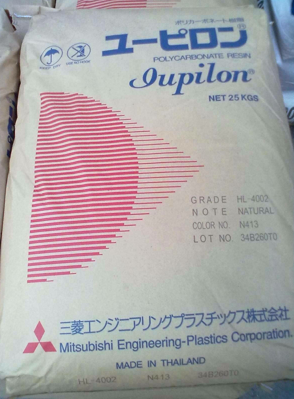 ポリカーボネート樹脂
ユーピロン®
POLYCARBONATE RESIN
Iupilon®
NET 25 KGS
GRADE HL-4002
NOTE NATURAL
COLOR NO. N413
LOT NO. 34B260T0
三菱エンジニアリングプラスチックス株式会社
Mitsubishi Engineering-Plastics Corporation.
MADE IN THAILAND
HL-4002 N413 34B260T0